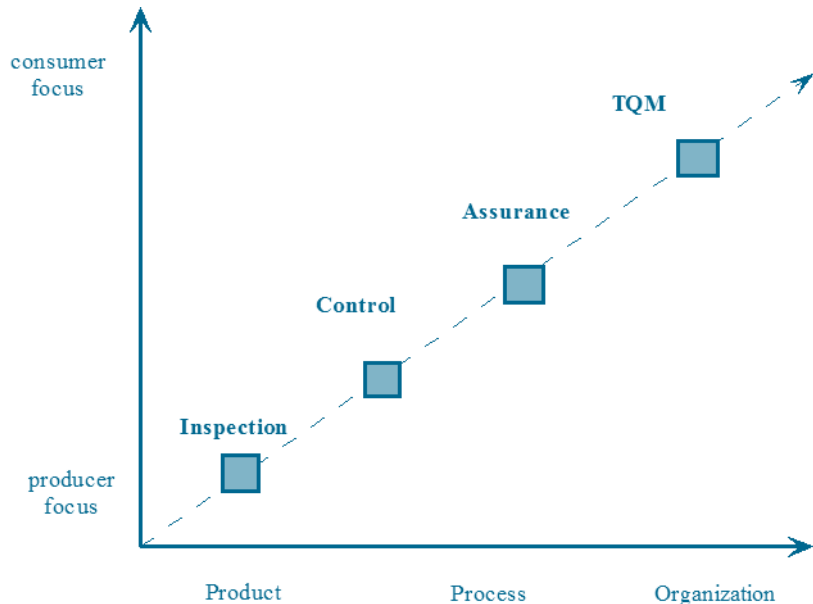 consumer
focus
TQM
Assurance
Control
Inspection
producer
focus
Product
Process
Organization